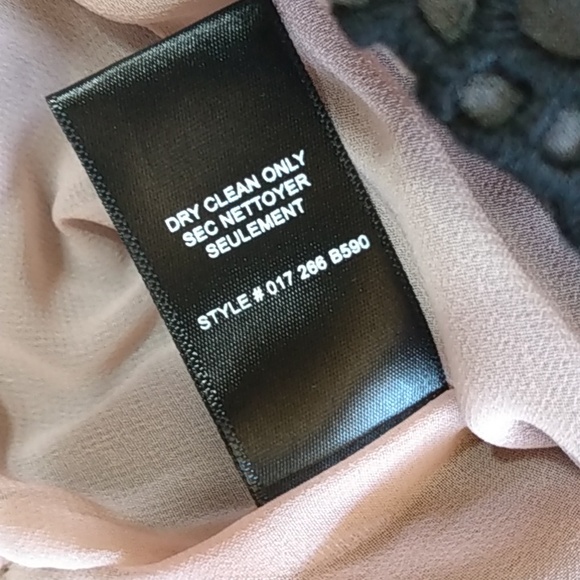 DRY CLEAN ONLY
SEC NETTOYER
SEULEMENT
STYLE # 017 266 B590